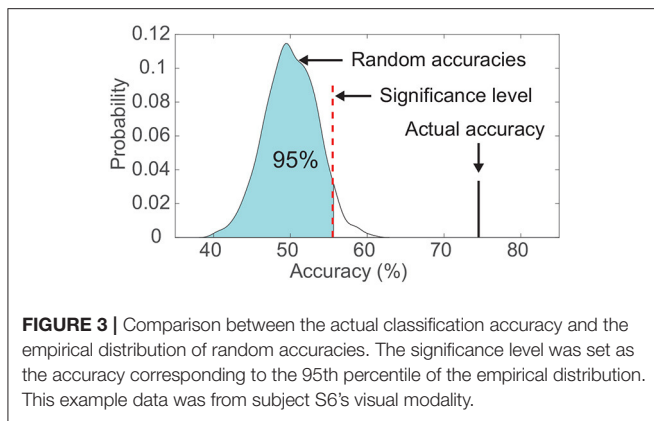 0.12
0.1
0.08
0.06
0.04
0.02
0
Probability
Random accuracies
Significance level
Actual accuracy
95%
40 50 60 70 80
Accuracy (%)
FIGURE 3 | Comparison between the actual classification accuracy and the
empirical distribution of random accuracies. The significance level was set as
the accuracy corresponding to the 95th percentile of the empirical distribution.
This example data was from subject S6's visual modality.